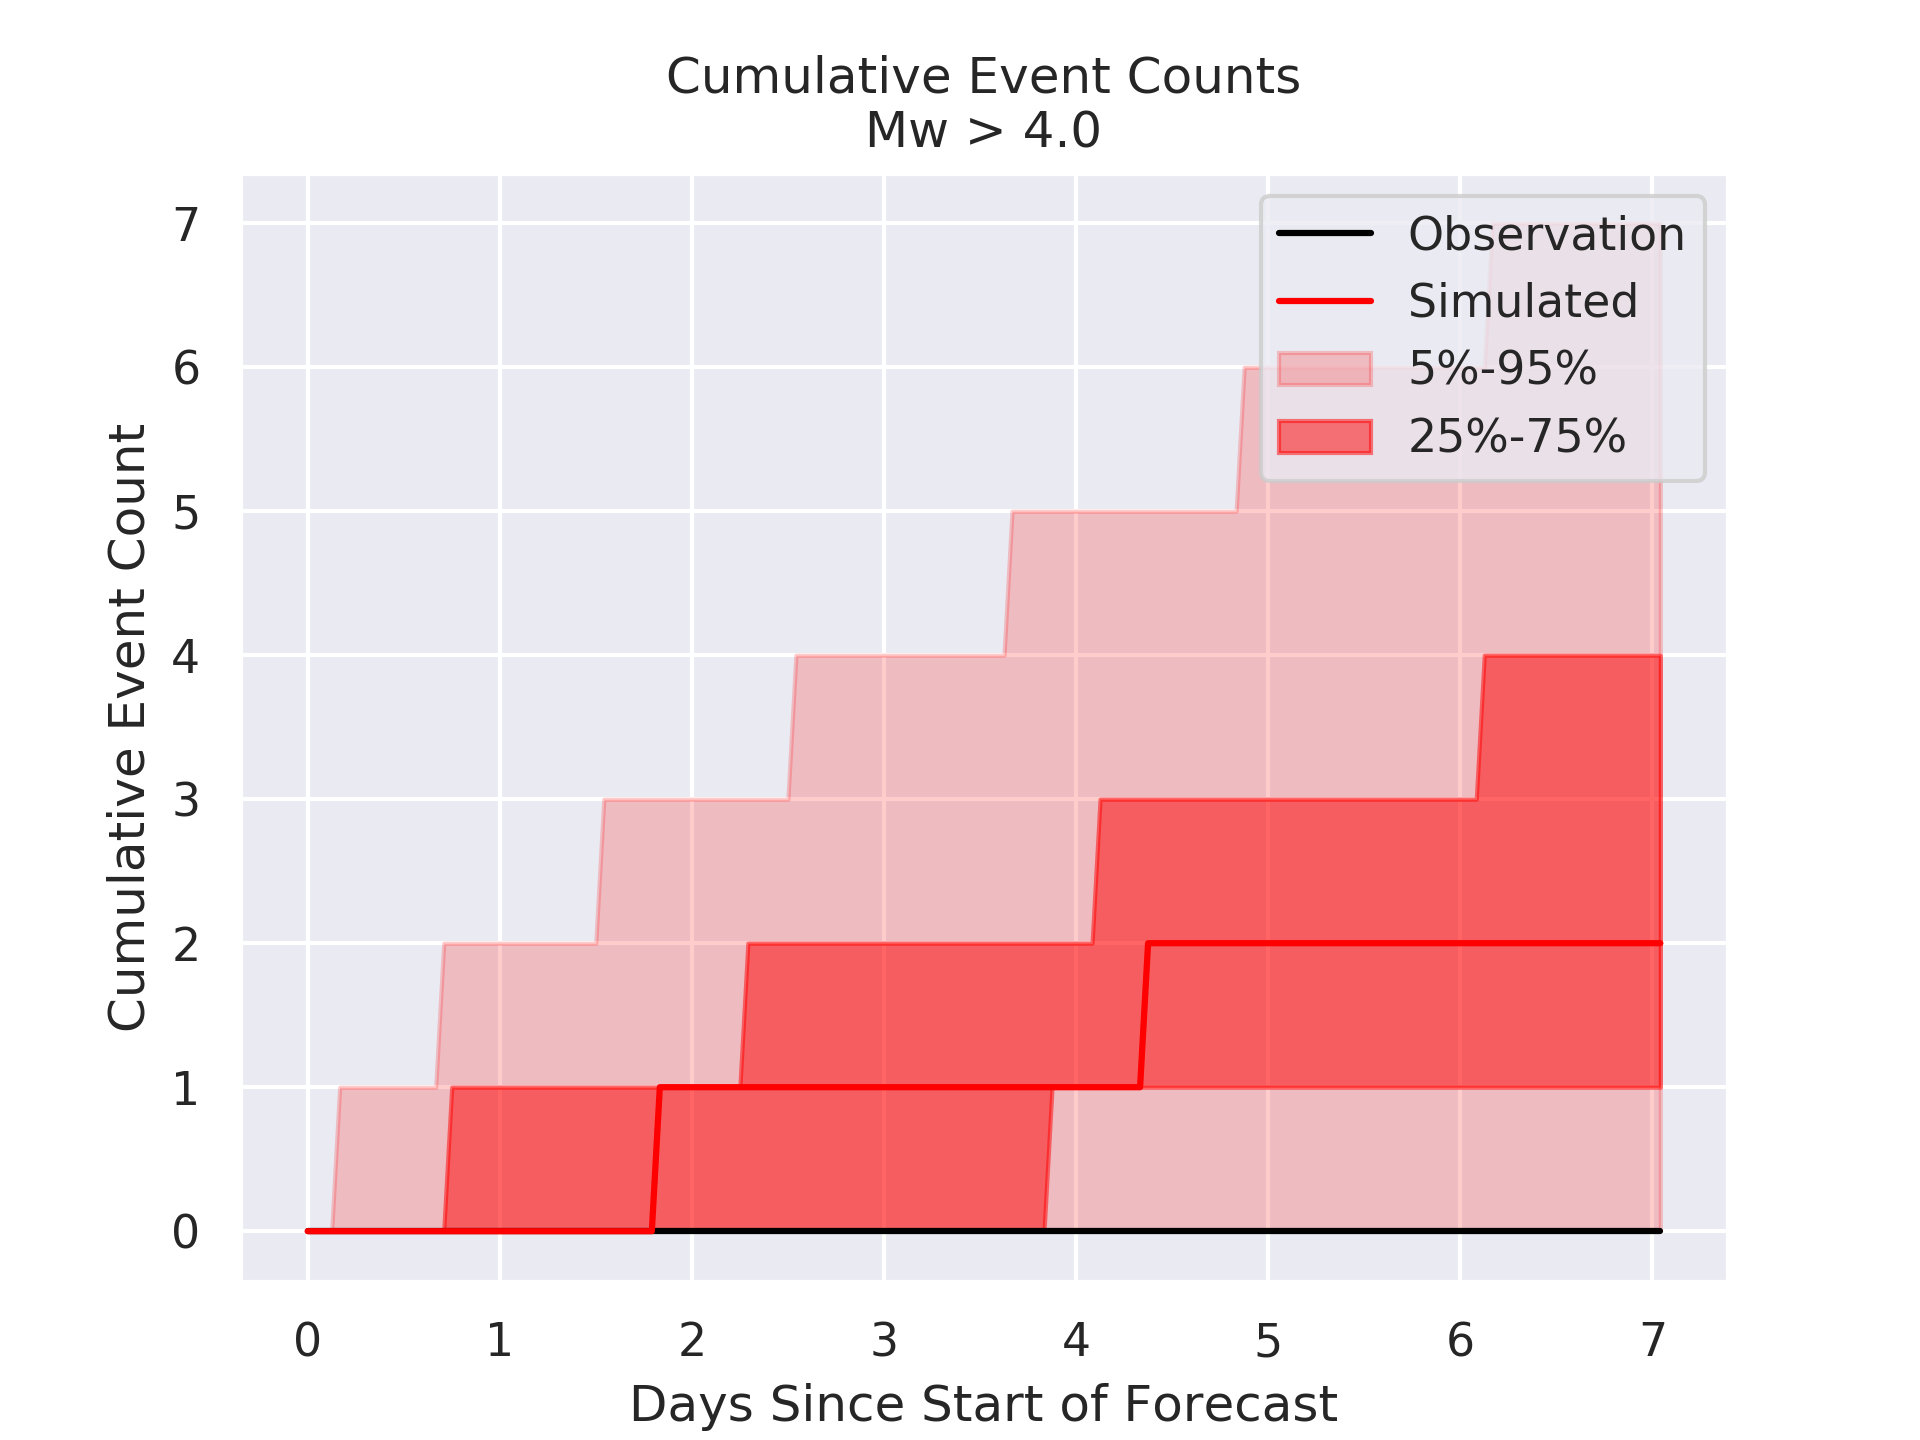 Cumulative Event Counts
Mw > 4.0
Cumulative Event Count
7
6
5
4
3
2
1
0
Observation
Simulated
5%-95%
25%-75%
0 1 2 3 4 5 6 7
Days Since Start of Forecast